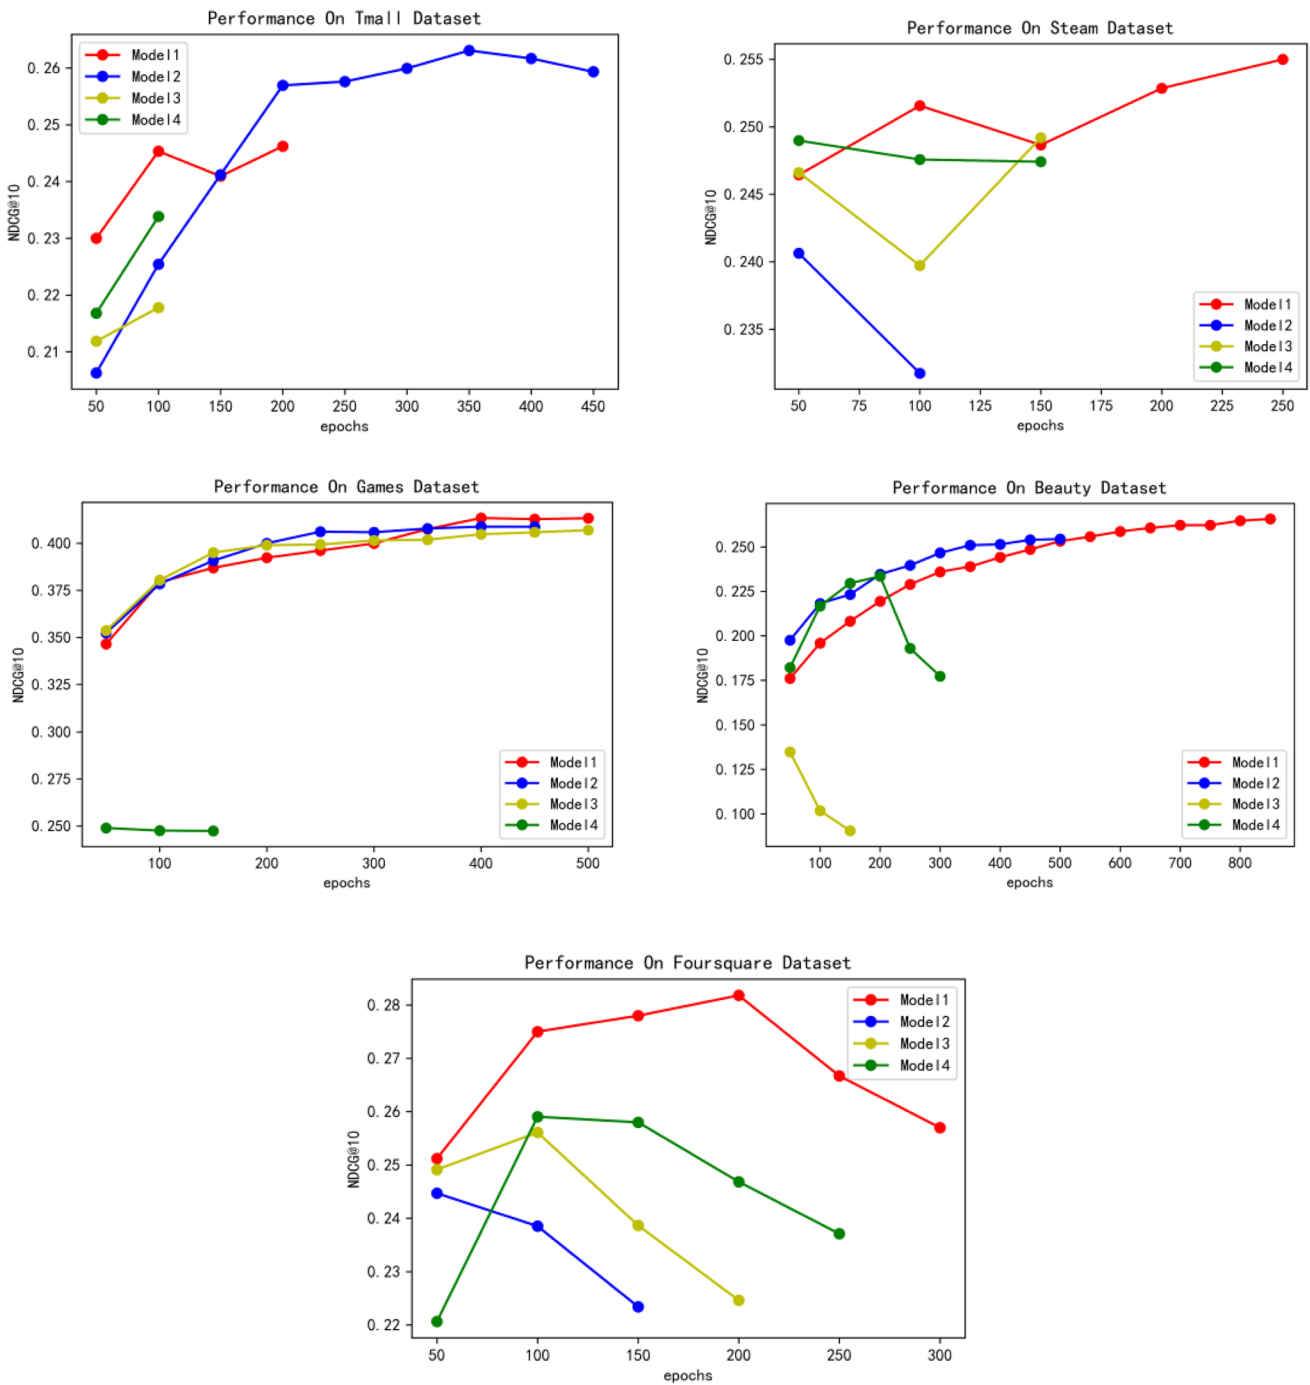 Performance On Tmall Dataset
Model1
Model2
Model3
Model4
0.26
0.25
0.24
0.23
0.22
0.21
NDCG@10
50 100 150 200 250 300 350 400 450
epochs
Performance On Steam Dataset
0.255
0.250
0.245
0.240
0.235
NDCG@10
Model1
Model2
Model3
Model4
50 75 100 125 150 175 200 225 250
epochs
Performance On Games Dataset
0.400
0.375
0.350
0.325
0.300
0.275
0.250
NDCG@10
Model1
Model2
Model3
Model4
100 200 300 400 500
epochs
Performance On Beauty Dataset
0.250
0.225
0.200
0.175
0.150
0.125
0.100
NDCG@10
Model1
Model2
Model3
Model4
100 200 300 400 500 600 700 800
epochs
Performance On Foursquare Dataset
Model1
Model2
Model3
Model4
0.28
0.27
0.26
0.25
0.24
0.23
0.22
NDCG@10
50 100 150 200 250 300
epochs